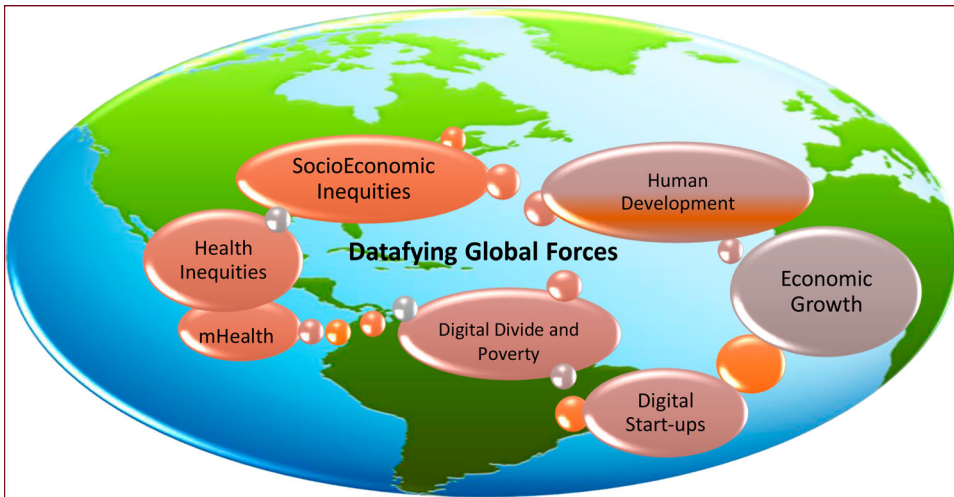 SocioEconomic
Inequities
Human
Development
Health
Inequities
Datafying Global Forces
Economic
Growth
mHealth
Digital Divide and
Poverty
Digital
Start-ups